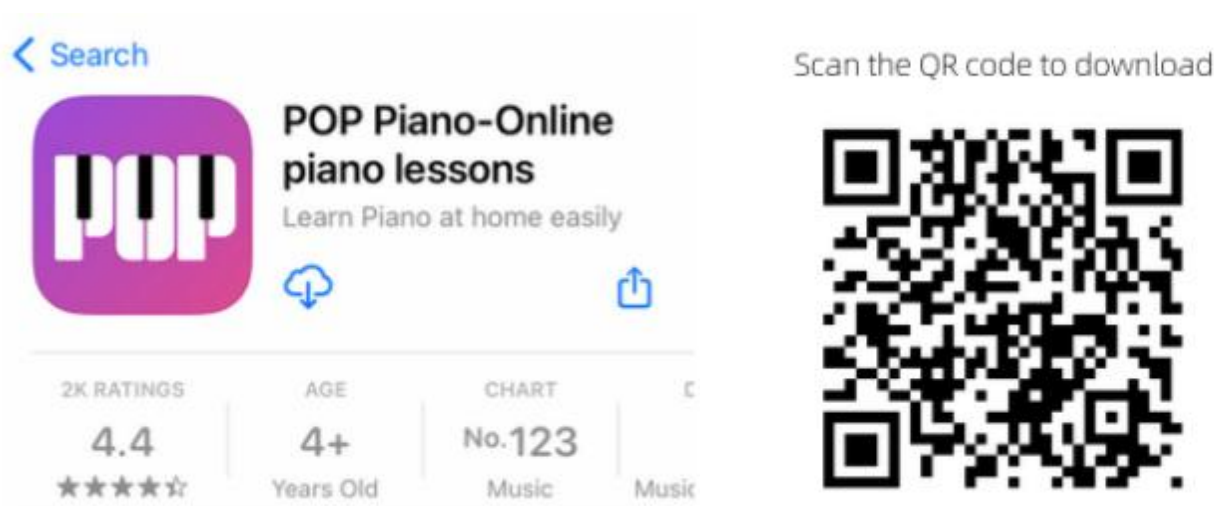 Search
POP Piano-Online
piano lessons
Learn Piano at home easily
POP
2K RATINGS
4.4
AGE
4+
Years Old
CHART
No.123
Music
Scan the QR code to download